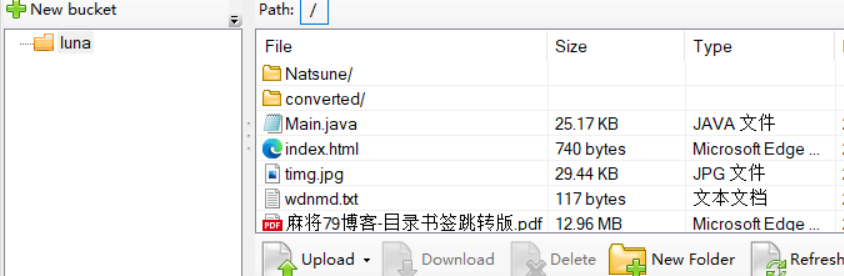 New bucket
Path: /
luna
File Size Type
Natsune/
converted/
Main.java 25.17 KB JAVA 文件
index.html 740 bytes Microsoft Edge ...
timg.jpg 29.44 KB JPG 文件
wdnmd.txt 117 bytes 文本文档
PDF 麻将79博客-目录书签跳转版.pdf 12.96 MB Microsoft Edge ...
Upload Download Delete New Folder Refresh